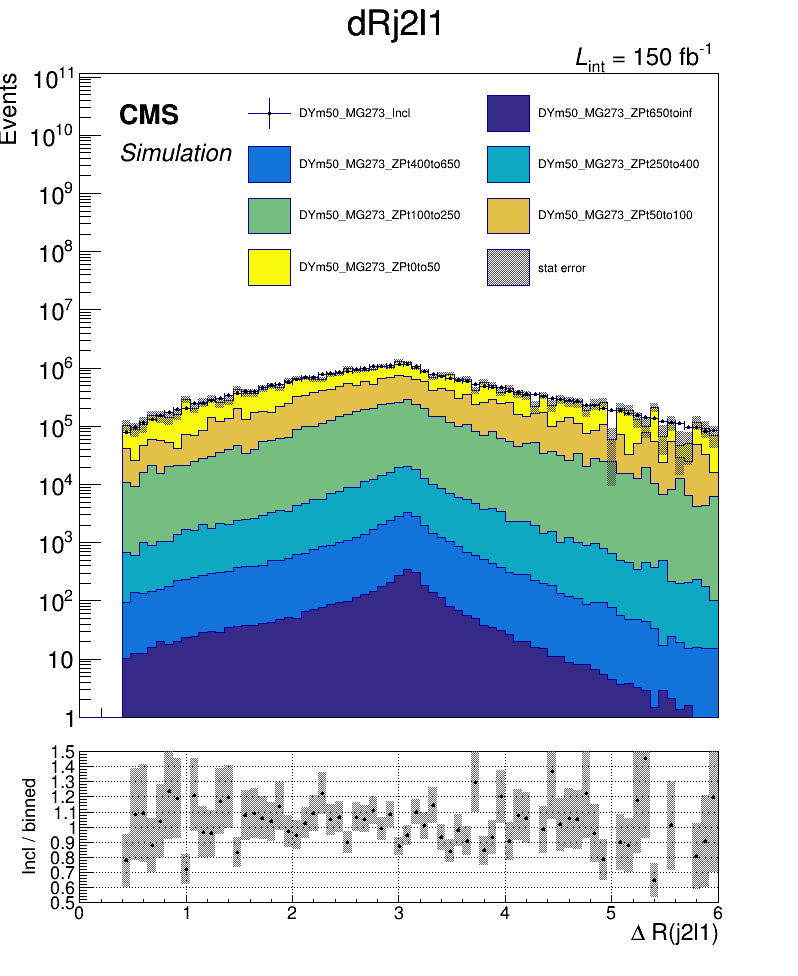 dRj2l1
L_int = 150 fb^-1
Events
10^11
10^10
10^9
10^8
10^7
10^6
10^5
10^4
10^3
10^2
10
1
CMS
Simulation
DYm50_MG273_Incl
DYm50_MG273_ZPt650toinf
DYm50_MG273_ZPt400to650
DYm50_MG273_ZPt250to400
DYm50_MG273_ZPt100to250
DYm50_MG273_ZPt50to100
DYm50_MG273_ZPt0to50
stat error
Incl / binned
1.5
1.4
1.3
1.2
1.1
1
0.9
0.8
0.7
0.6
0.5
0 1 2 3 4 5 6
Δ R(j2l1)